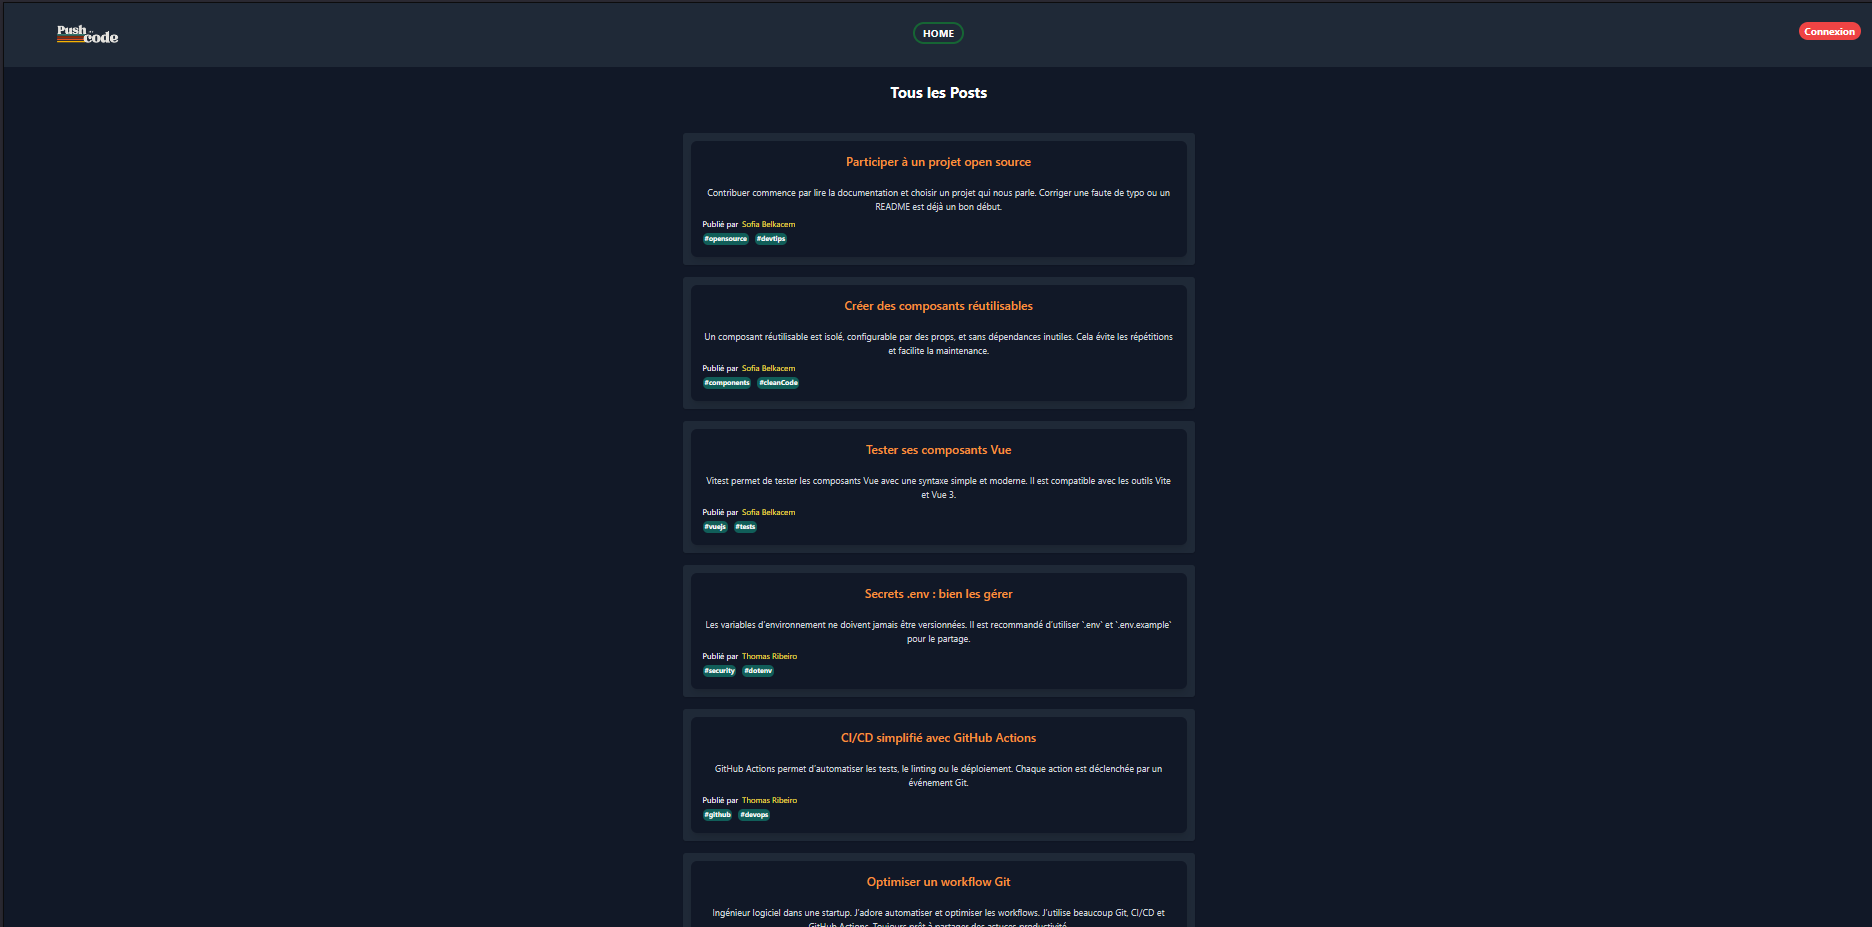 Push
code
HOME
Connexion
Tous les Posts
Participer à un projet open source
Contribuer commence par lire la documentation et choisir un projet qui nous parle. Corriger une faute de typo ou un
README est déjà un bon début.
Publié par Sofia Belkacem
#opensource #devtips
Créer des composants réutilisables
Un composant réutilisable est isolé, configurable par des props, et sans dépendances inutiles. Cela évite les répétitions
et facilite la maintenance.
Publié par Sofia Belkacem
#components #cleanCode
Tester ses composants Vue
Vitest permet de tester les composants Vue avec une syntaxe simple et moderne. Il est compatible avec les outils Vite
et Vue 3.
Publié par Sofia Belkacem
#vuejs #tests
Secrets .env : bien les gérer
Les variables d'environnement ne doivent jamais être versionnées. Il est recommandé d'utiliser `.env` et `.env.example`
pour le partage.
Publié par Thomas Ribeiro
#security #dotenv
CI/CD simplifié avec GitHub Actions
GitHub Actions permet d'automatiser les tests, le linting ou le déploiement. Chaque action est déclenchée par un
événement Git.
Publié par Thomas Ribeiro
#github #devops
Optimiser un workflow Git
Ingénieur logiciel dans une startup. J'adore automatiser et optimiser les workflows. J'utilise beaucoup Git, CI/CD et
GitHub Actions. Toujours prêt à partager des astuces productivité.